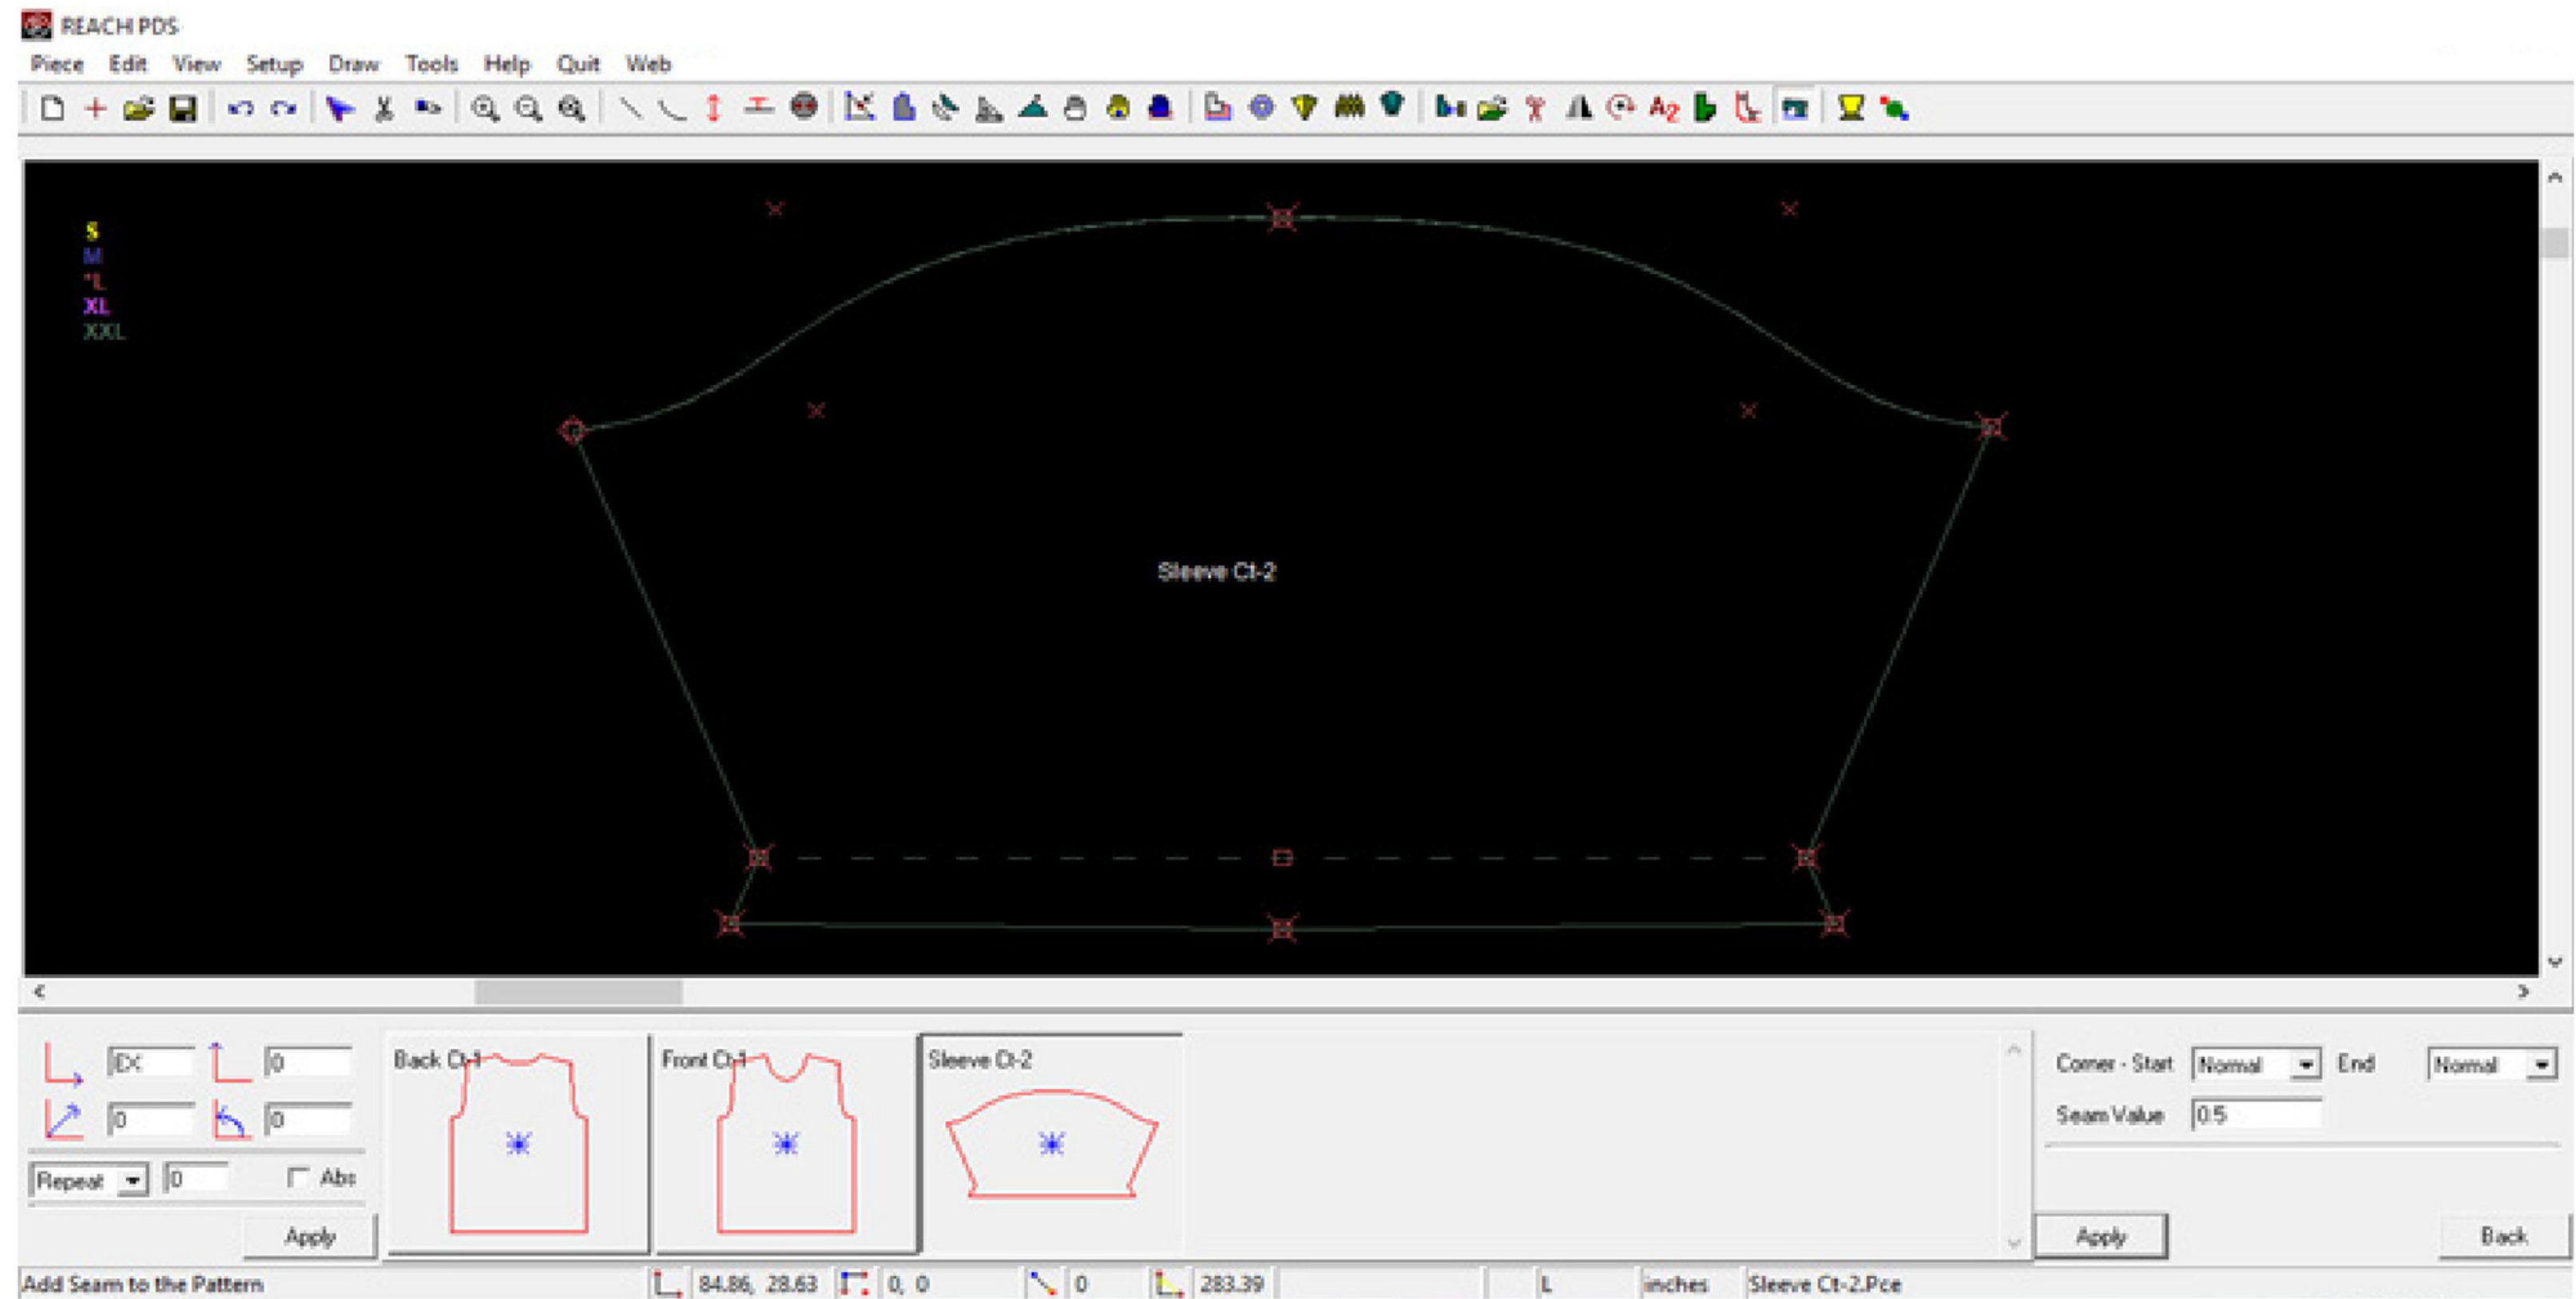 REACH PDS
Piece Edit View Setup Draw Tools Help Quit Web
S
M
*L
XL
XXL
Sleeve Ct-2
EX 0
0 0
Repeat 0 Abs
Apply
Back Ct-1
Front Ct-1
Sleeve Ct-2
Corner - Start Normal End Normal
Seam Value 0.5
Apply Back
Add Seam to the Pattern 84.86, 28.63 0, 0 0 283.39 L inches Sleeve Ct-2.Pce